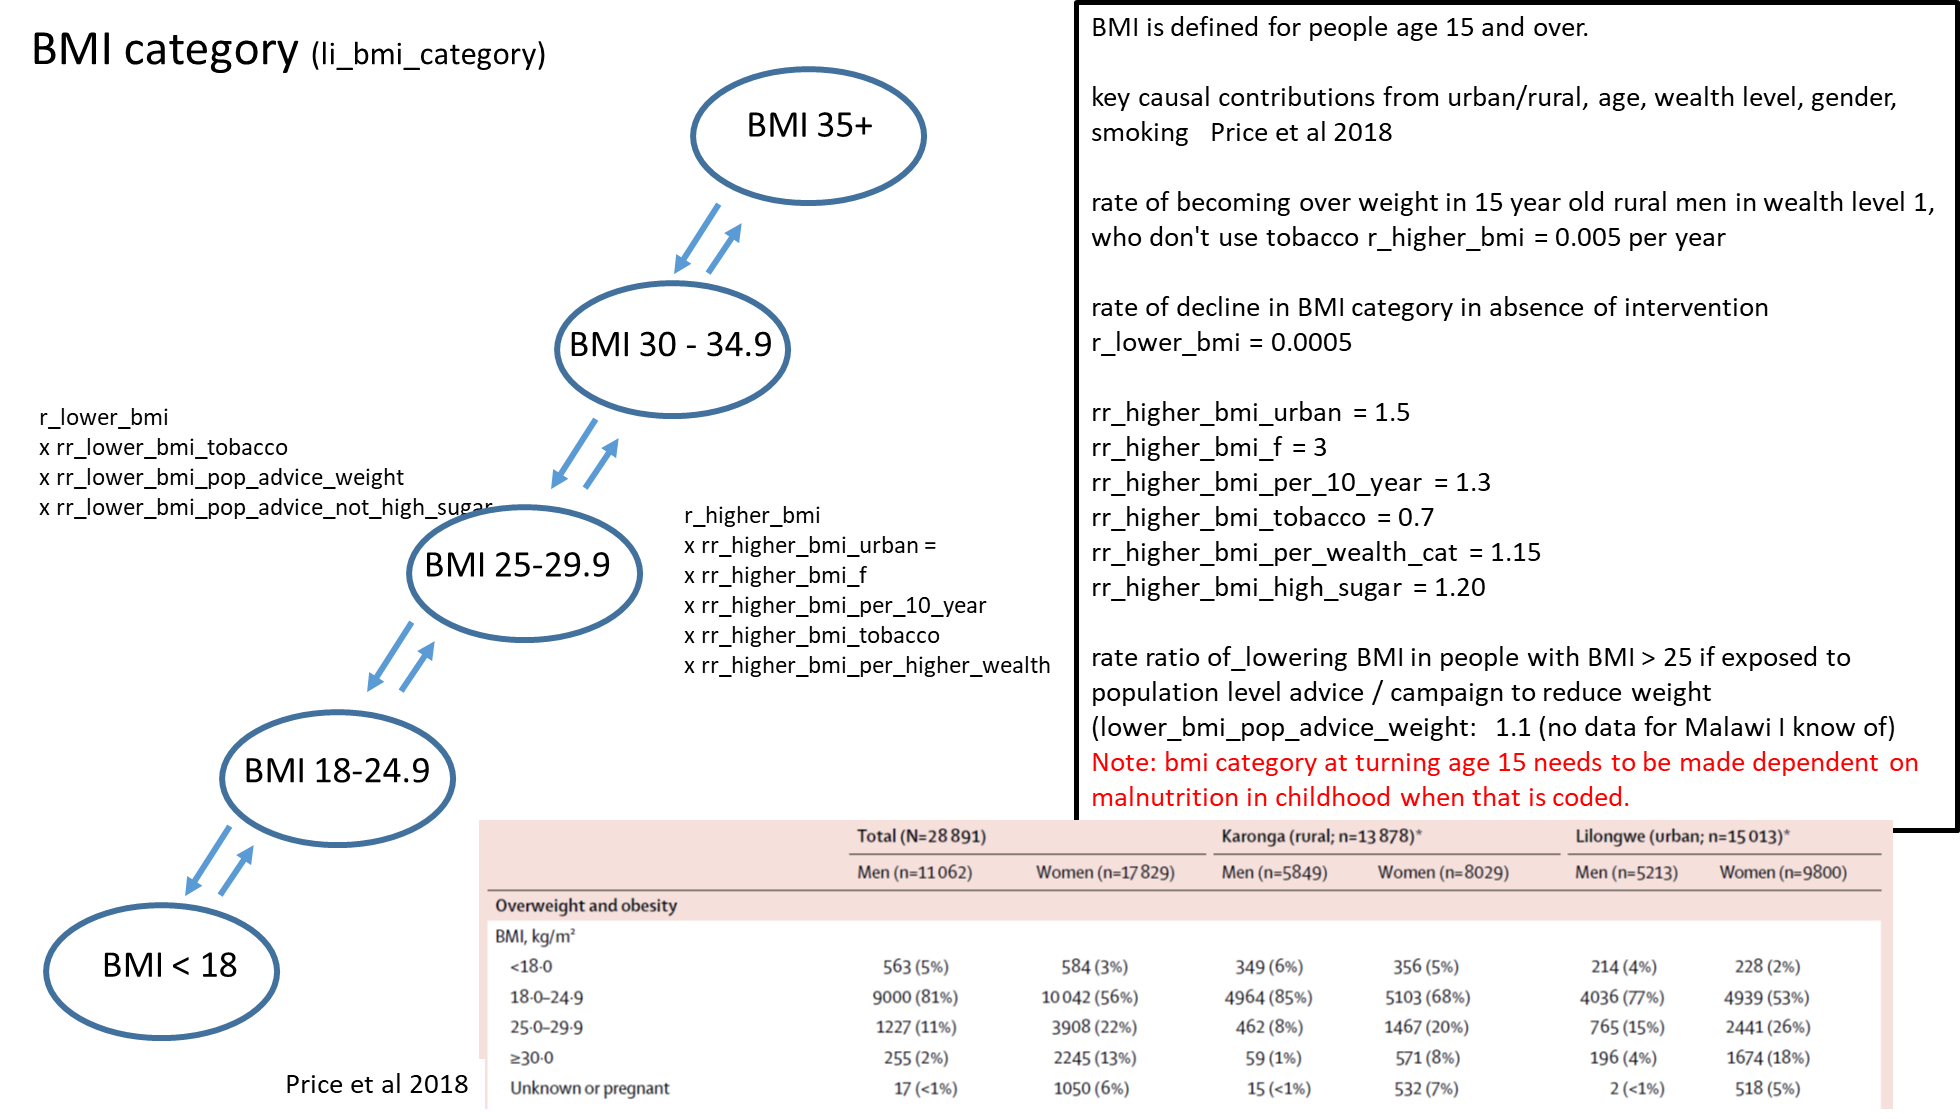 BMI category (li_bmi_category)
BMI 35+
BMI 30 - 34.9
r_lower_bmi
x rr_lower_bmi_tobacco
x rr_lower_bmi_pop_advice_weight
x rr_lower_bmi_pop_advice_not_high_sugar
BMI 25-29.9
r_higher_bmi
x rr_higher_bmi_urban =
x rr_higher_bmi_f
x rr_higher_bmi_per_10_year
x rr_higher_bmi_tobacco
x rr_higher_bmi_per_higher_wealth
BMI 18-24.9
BMI < 18
BMI is defined for people age 15 and over.
key causal contributions from urban/rural, age, wealth level, gender,
smoking   Price et al 2018
rate of becoming over weight in 15 year old rural men in wealth level 1,
who don't use tobacco r_higher_bmi = 0.005 per year
rate of decline in BMI category in absence of intervention
r_lower_bmi = 0.0005
rr_higher_bmi_urban = 1.5
rr_higher_bmi_f = 3
rr_higher_bmi_per_10_year = 1.3
rr_higher_bmi_tobacco = 0.7
rr_higher_bmi_per_wealth_cat = 1.15
rr_higher_bmi_high_sugar = 1.20
rate ratio of_lowering BMI in people with BMI > 25 if exposed to
population level advice / campaign to reduce weight
(lower_bmi_pop_advice_weight:  1.1 (no data for Malawi I know of)
Note: bmi category at turning age 15 needs to be made dependent on
malnutrition in childhood when that is coded.
Total (N=28 891) Karonga (rural; n=13 878)* Lilongwe (urban; n=15 013)*
Men (n=11 062) Women (n=17 829) Men (n=5849) Women (n=8029) Men (n=5213) Women (n=9800)
Overweight and obesity
BMI, kg/m²
<18·0 563 (5%) 584 (3%) 349 (6%) 356 (5%) 214 (4%) 228 (2%)
18·0–24·9 9000 (81%) 10 042 (56%) 4964 (85%) 5103 (68%) 4036 (77%) 4939 (53%)
25·0–29·9 1227 (11%) 3908 (22%) 462 (8%) 1467 (20%) 765 (15%) 2441 (26%)
≥30·0 255 (2%) 2245 (13%) 59 (1%) 571 (8%) 196 (4%) 1674 (18%)
Unknown or pregnant 17 (<1%) 1050 (6%) 15 (<1%) 532 (7%) 2 (<1%) 518 (5%)
Price et al 2018